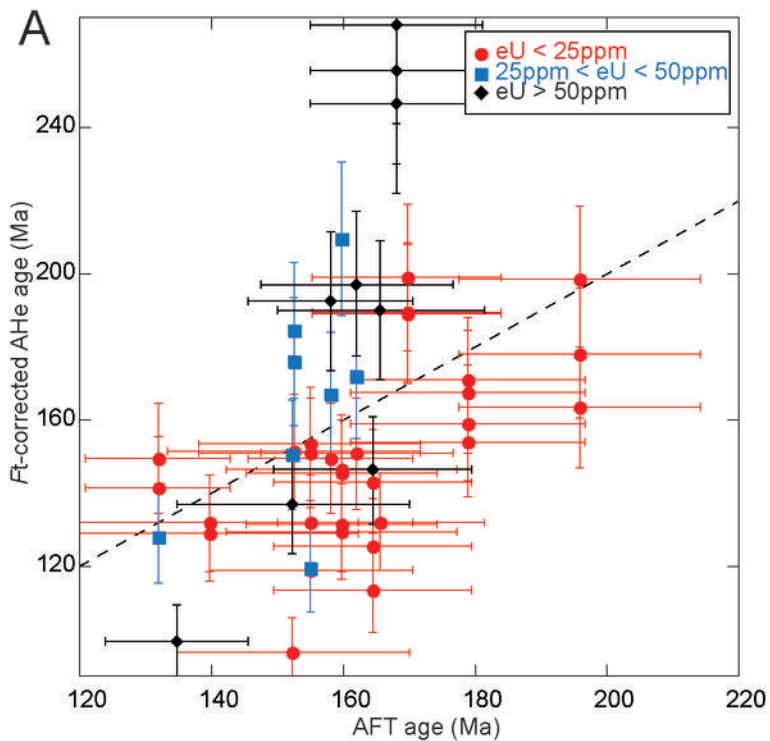 A
eU < 25ppm
25ppm < eU < 50ppm
eU > 50ppm
240
200
160
120
Ft-corrected AHe age (Ma)
120 140 160 180 200 220
AFT age (Ma)